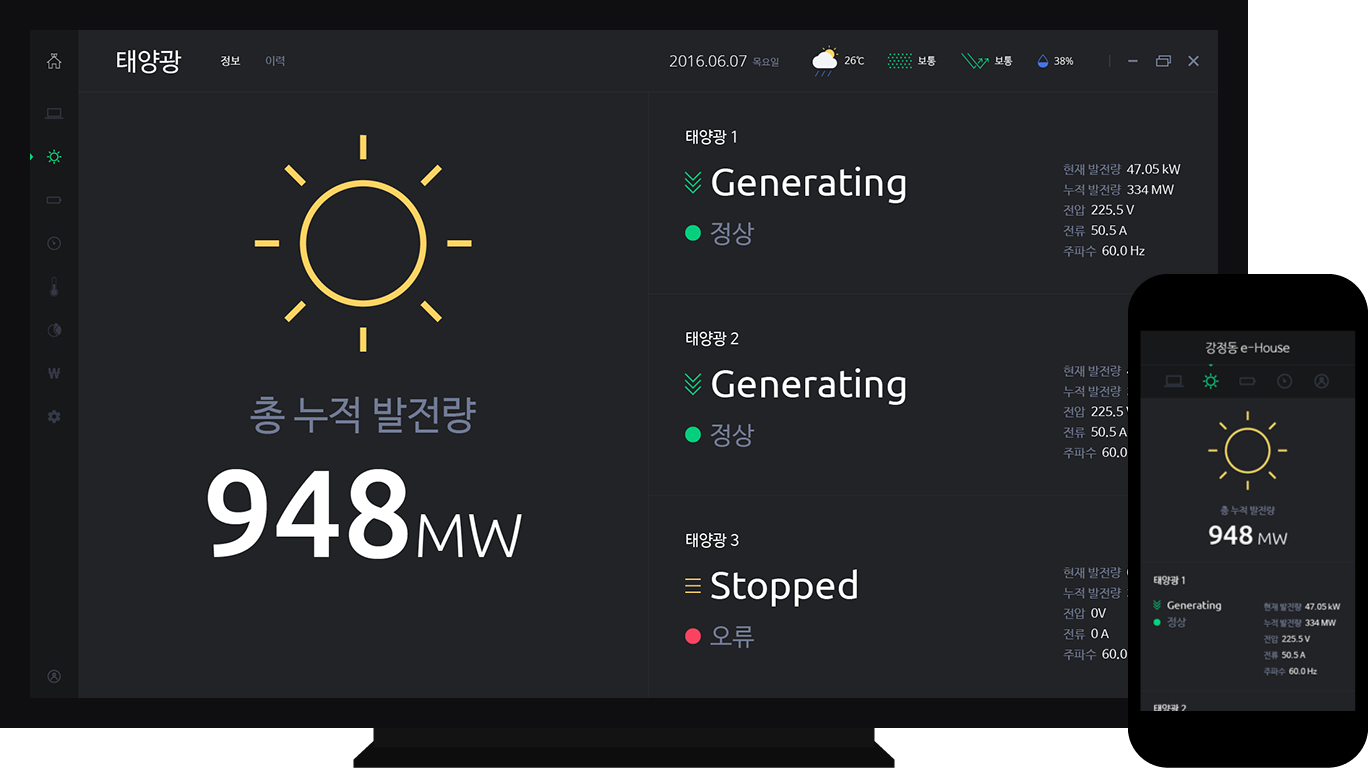 태양광 정보 이력 2016.06.07 목요일 26℃ 보통 보통 38%
총 누적 발전량
948MW
태양광 1
Generating
정상
현재 발전량 47.05 kW
누적 발전량 334 MW
전압 225.5 V
전류 50.5 A
주파수 60.0 Hz
태양광 2
Generating
정상
현재 발전량
누적 발전량
전압 225.5
전류 50.5 A
주파수 60.0
태양광 3
Stopped
오류
현재 발전량
누적 발전량
전압 0V
전류 0 A
주파수 60.0
W
강정동 e-House
총 누적 발전량
948 MW
태양광 1
Generating
정상
현재 발전량 47.05 kW
누적 발전량 334 MW
전압 225.5 V
전류 50.5 A
주파수 60.0 Hz
태양광 2